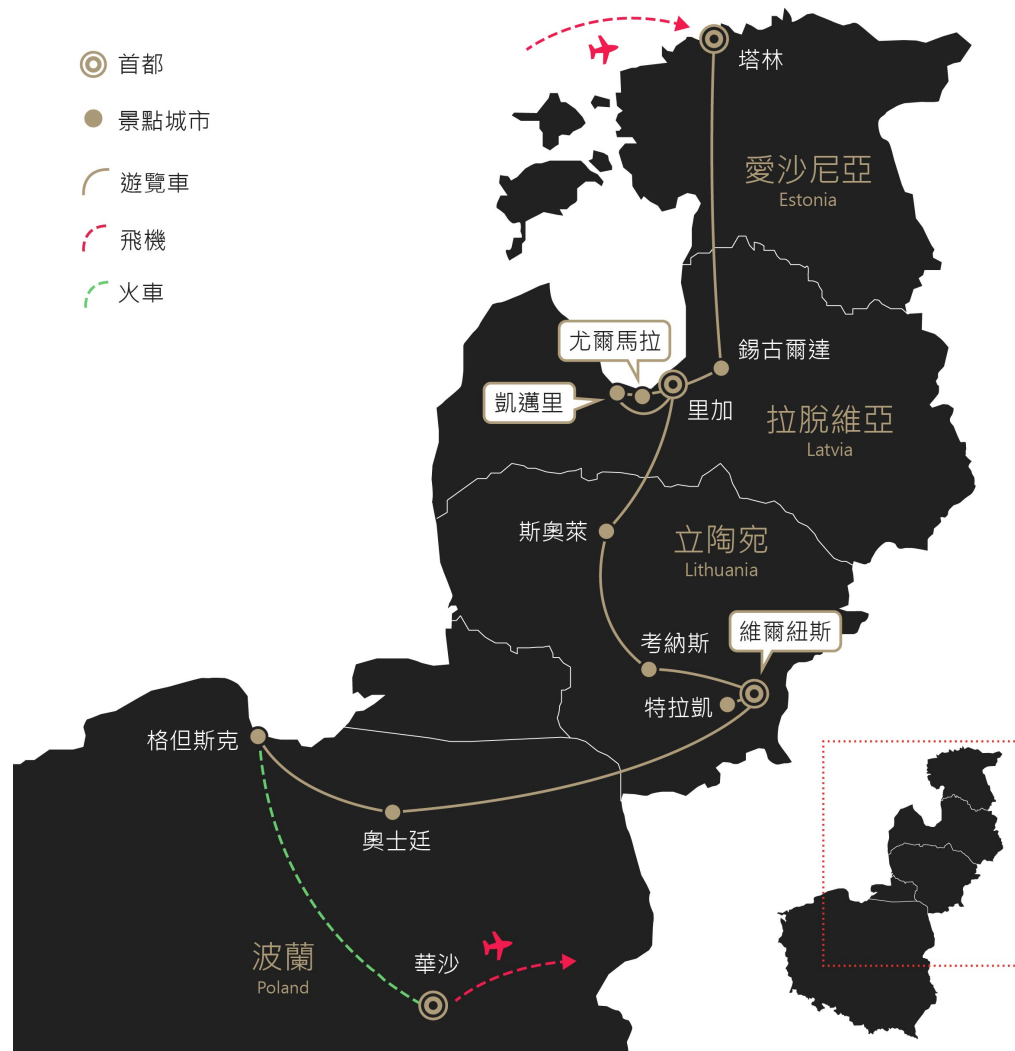 首都
景點城市
遊覽車
飛機
火車
塔林
愛沙尼亞
Estonia
尤爾馬拉
錫古爾達
凱邁里
里加
拉脫維亞
Latvia
斯奧萊
立陶宛
Lithuania
維爾紐斯
考納斯
特拉凱
格但斯克
奧士廷
波蘭
Poland
華沙